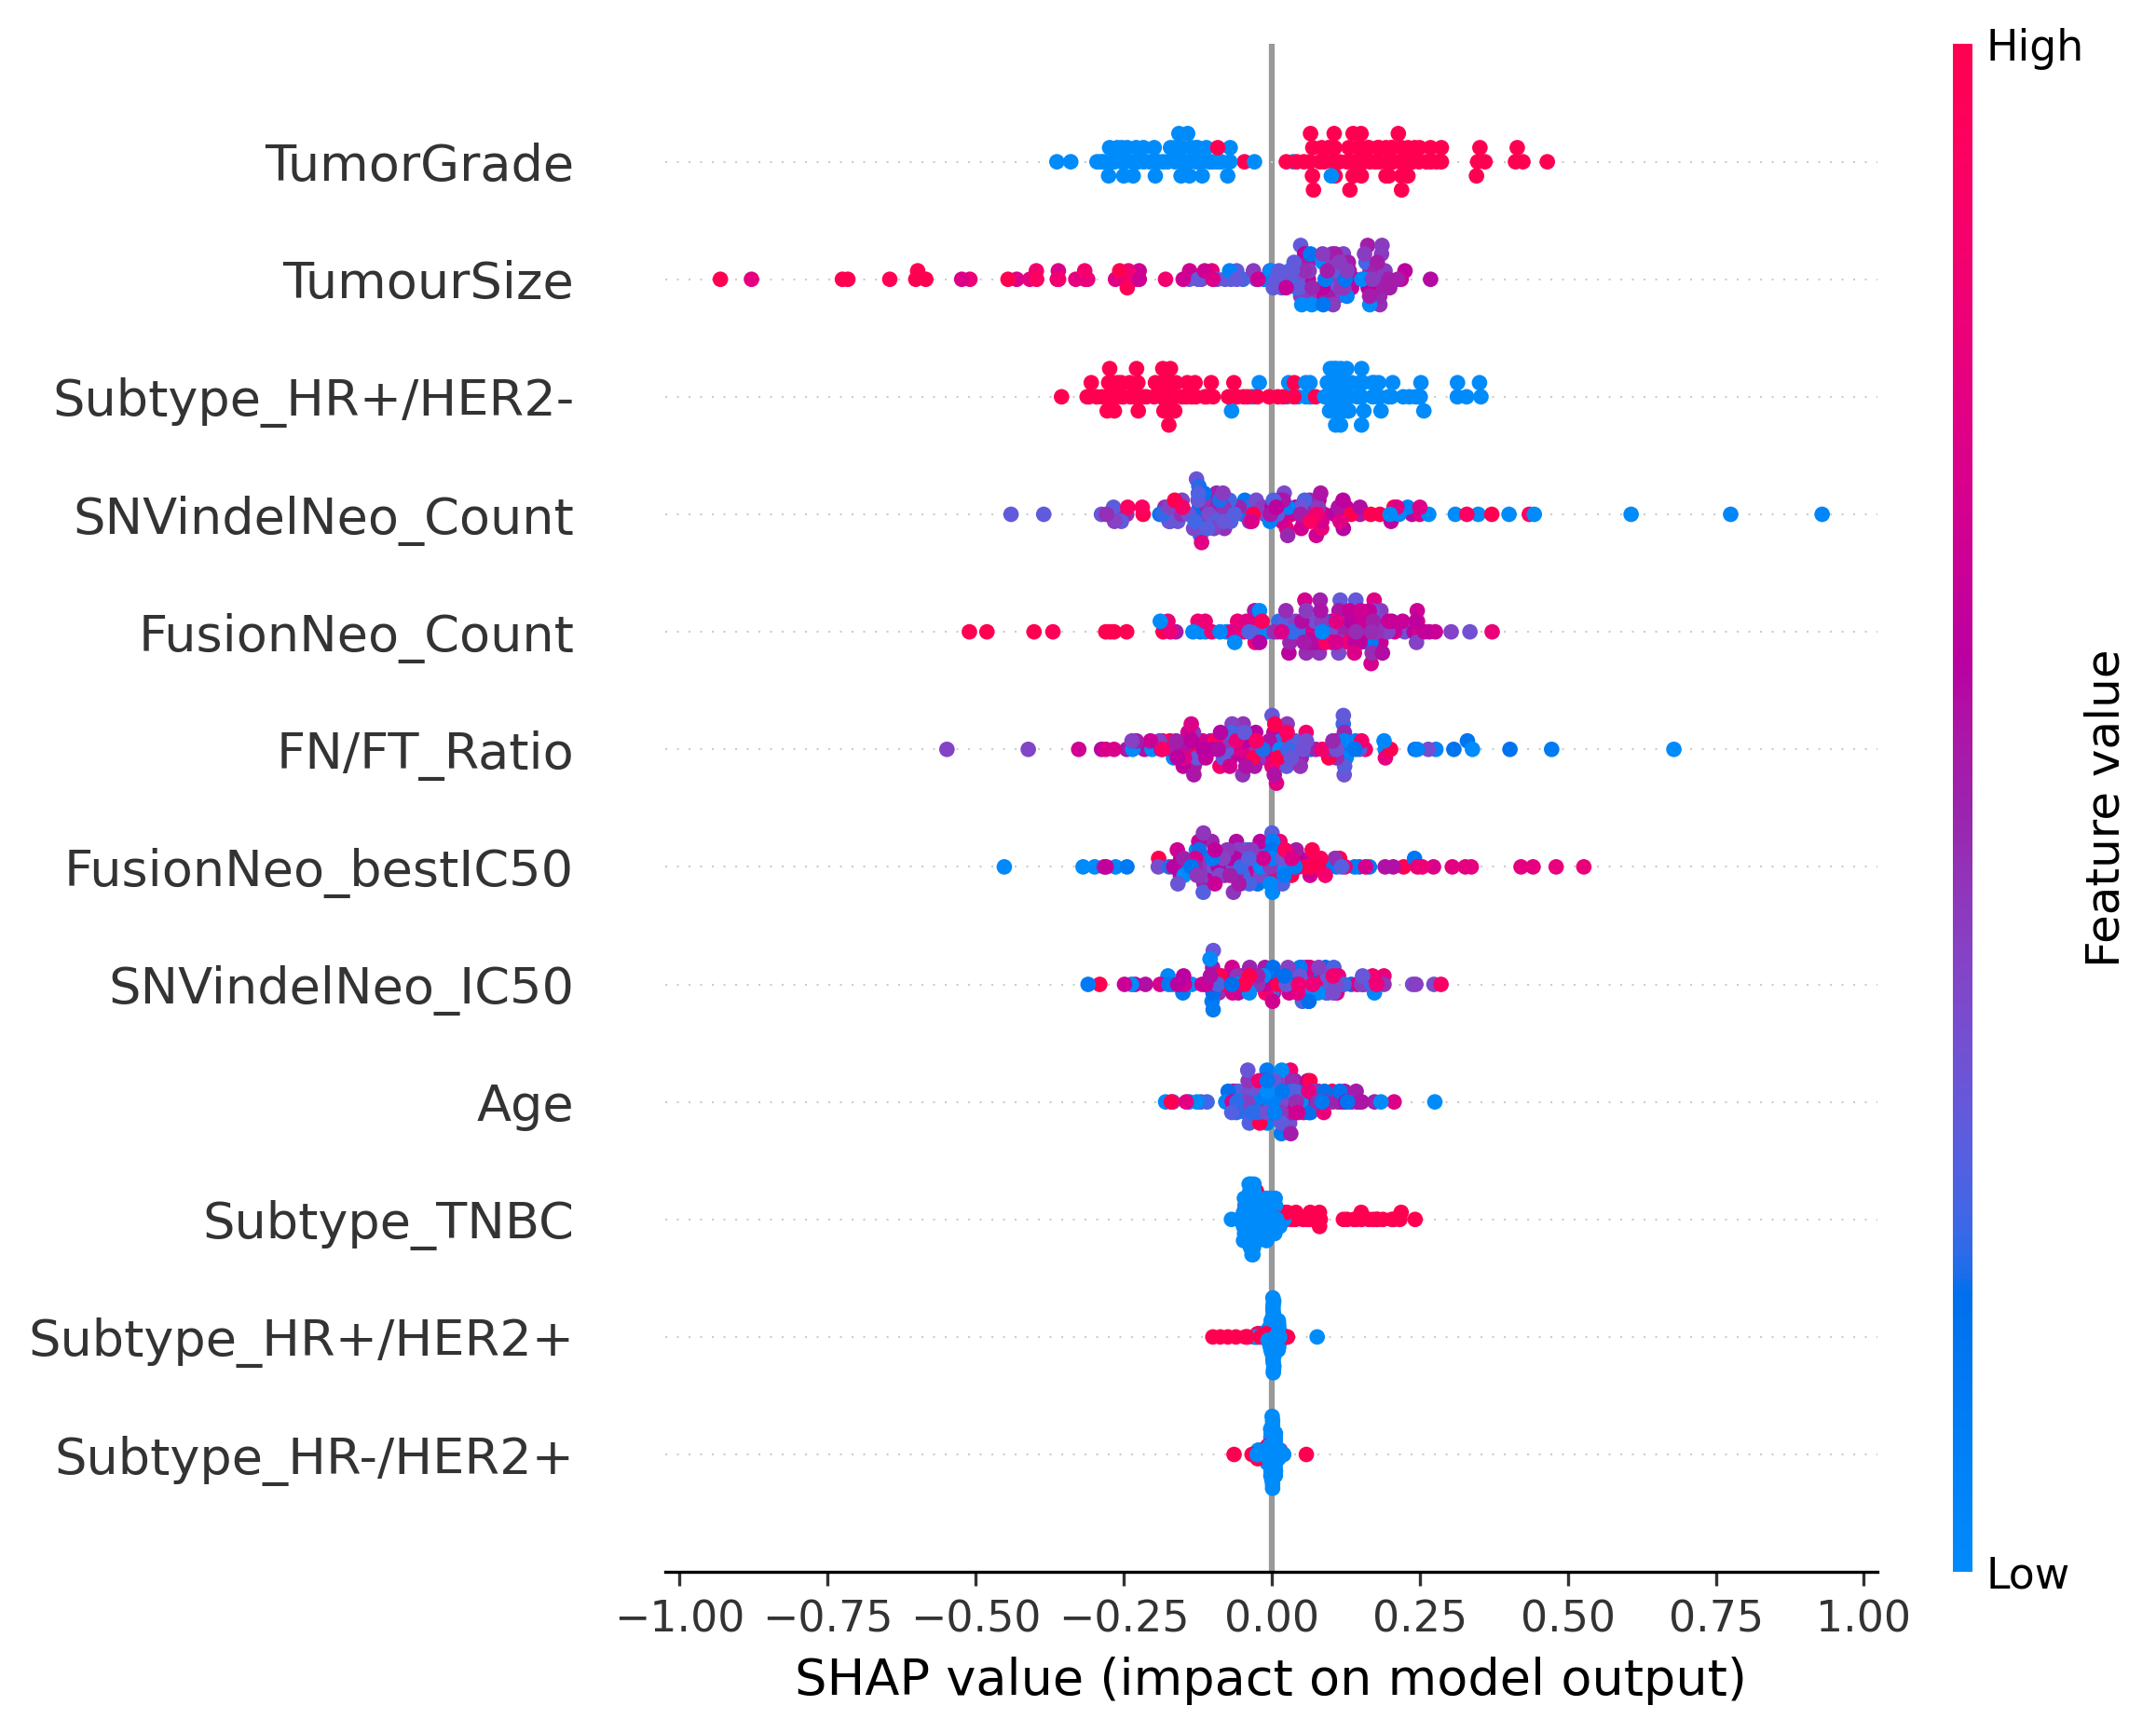 High
TumorGrade
TumourSize
Subtype_HR+/HER2-
SNVindelNeo_Count
FusionNeo_Count
FN/FT_Ratio
FusionNeo_bestIC50
SNVindelNeo_IC50
Age
Subtype_TNBC
Subtype_HR+/HER2+
Subtype_HR-/HER2+
Feature value
Low
−1.00 −0.75 −0.50 −0.25 0.00 0.25 0.50 0.75 1.00
SHAP value (impact on model output)